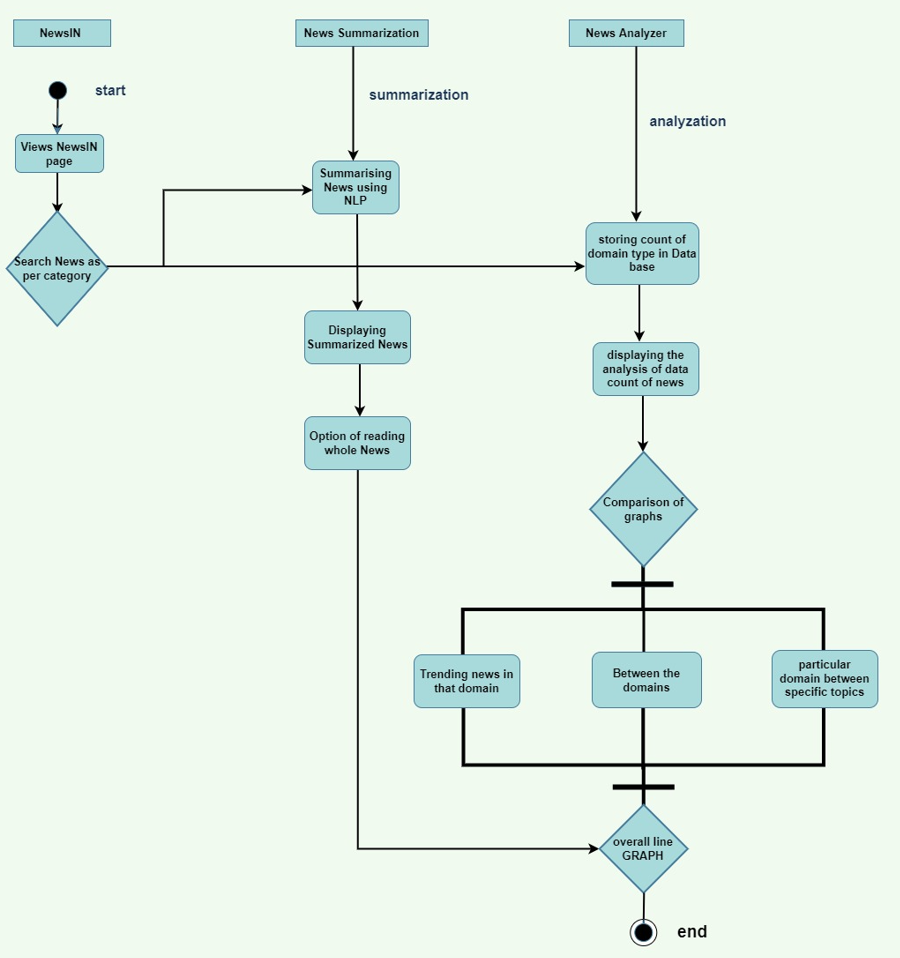 NewsIN
News Summarization
News Analyzer
start
summarization
analyzation
Views NewsIN
page
Summarising
News using
NLP
Search News as
per category
storing count of
domain type in Data
base
Displaying
Summarized News
displaying the
analysis of data
count of news
Option of reading
whole News
Comparison of
graphs
Trending news in
that domain
Between the
domains
particular
domain between
specific topics
overall line
GRAPH
end